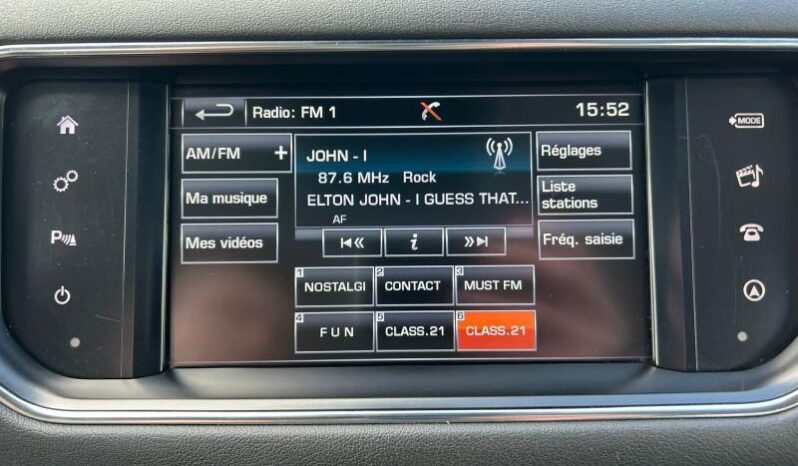 Radio: FM 1
15:52
AM/FM +
JOHN - I
87.6 MHz Rock
ELTON JOHN - I GUESS THAT...
AF
Réglages
Ma musique
Liste
stations
Mes vidéos
i
Fréq. saisie
1 NOSTALGI
2 CONTACT
3 MUST FM
4 F U N
5 CLASS.21
6 CLASS.21
P
MODE